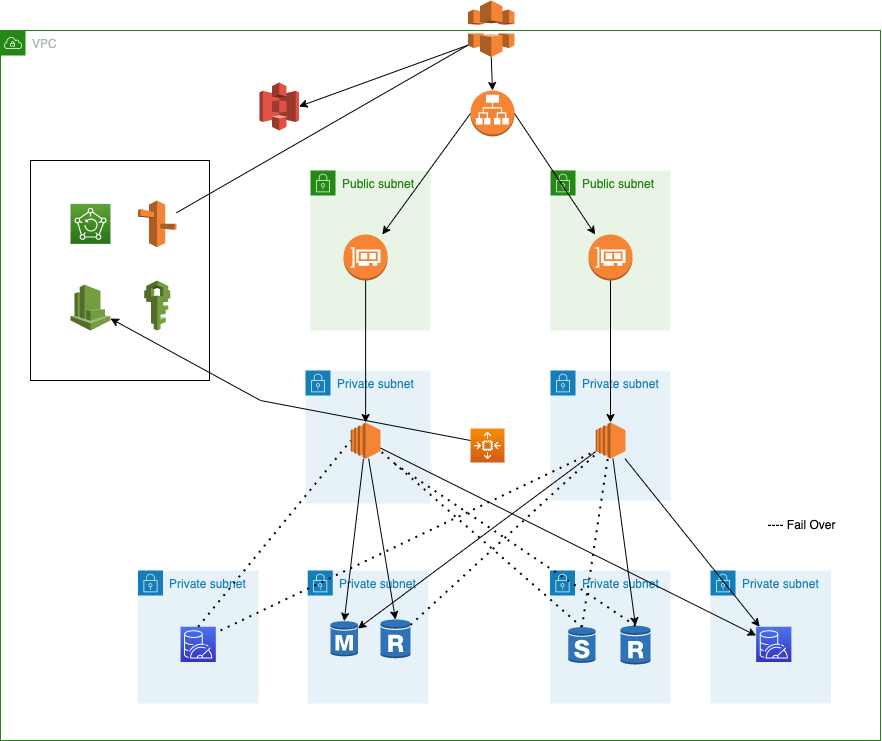 VPC
Public subnet
Public subnet
Private subnet
Private subnet
---- Fail Over
Private subnet
Private subnet
Private subnet
Private subnet
M
R
S
R